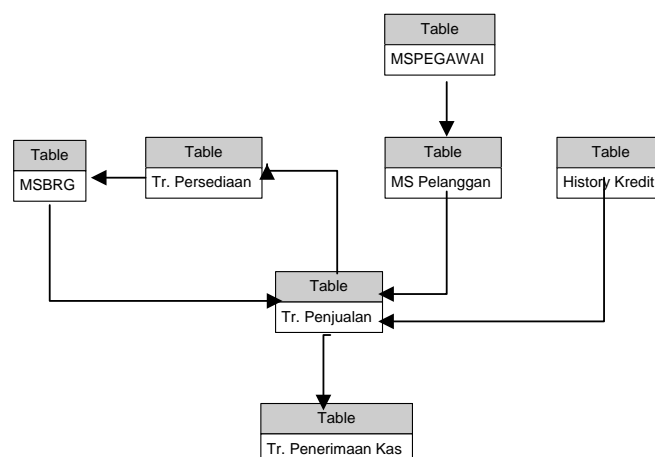 Table
MSPEGAWAI
Table
MSBRG
Table
Tr. Persediaan
Table
MS Pelanggan
Table
History Kredit
Table
Tr. Penjualan
Table
Tr. Penerimaan Kas